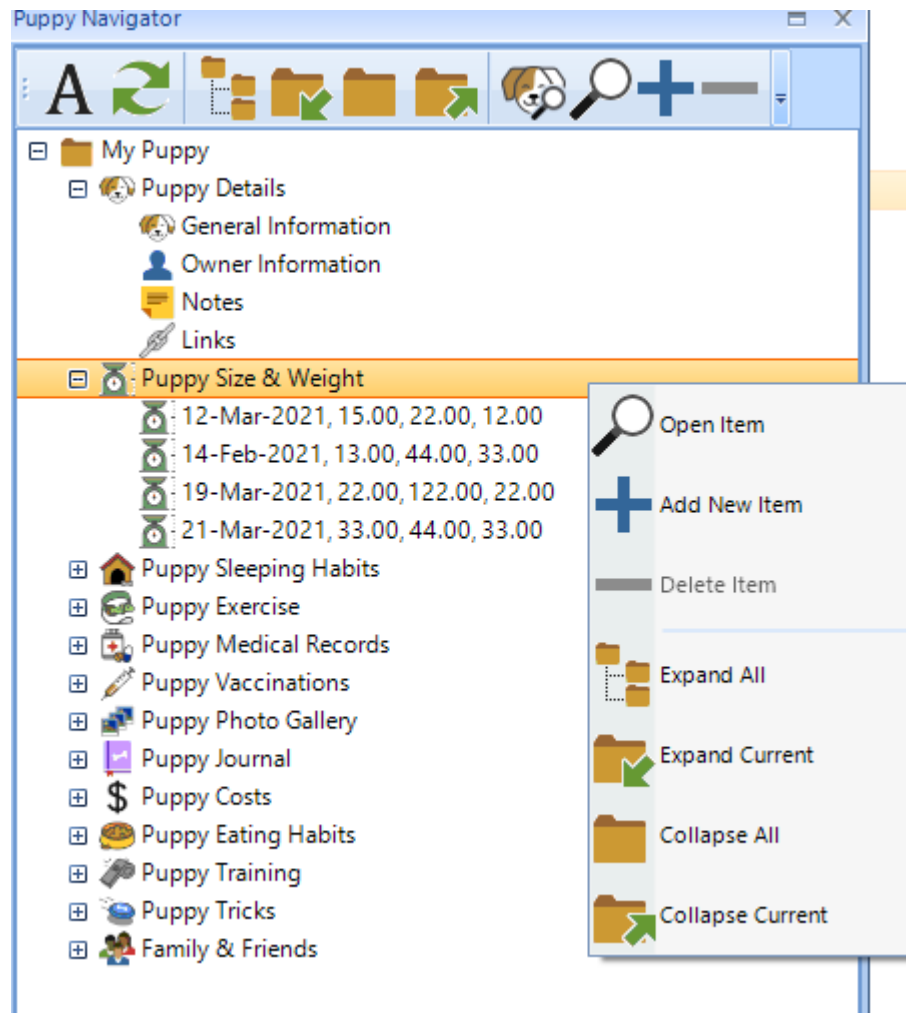 Puppy Navigator
A
My Puppy
Puppy Details
General Information
Owner Information
Notes
Links
Puppy Size & Weight
12-Mar-2021, 15.00, 22.00, 12.00
14-Feb-2021, 13.00, 44.00, 33.00
19-Mar-2021, 22.00, 122.00, 22.00
21-Mar-2021, 33.00, 44.00, 33.00
Puppy Sleeping Habits
Puppy Exercise
Puppy Medical Records
Puppy Vaccinations
Puppy Photo Gallery
Puppy Journal
$ Puppy Costs
Puppy Eating Habits
Puppy Training
Puppy Tricks
Family & Friends
Open Item
Add New Item
Delete Item
Expand All
Expand Current
Collapse All
Collapse Current